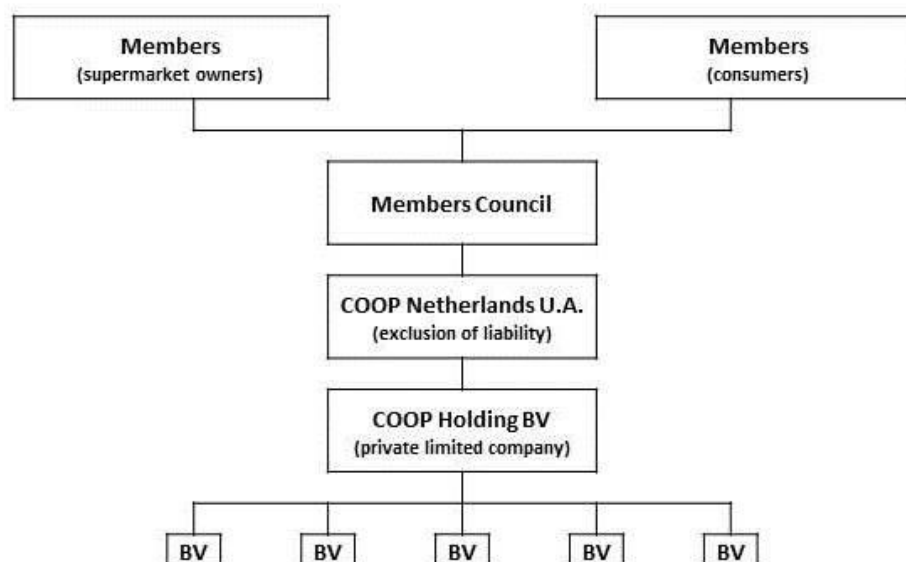 Members
(supermarket owners)
Members
(consumers)
Members Council
COOP Netherlands U.A.
(exclusion of liability)
COOP Holding BV
(private limited company)
BV
BV
BV
BV
BV